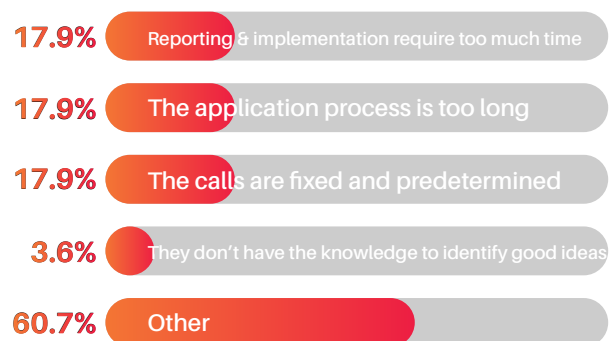 17.9% Reporting & implementation require too much time
17.9% The application process is too long
17.9% The calls are fixed and predetermined
3.6% They don’t have the knowledge to identify good ideas
60.7% Other